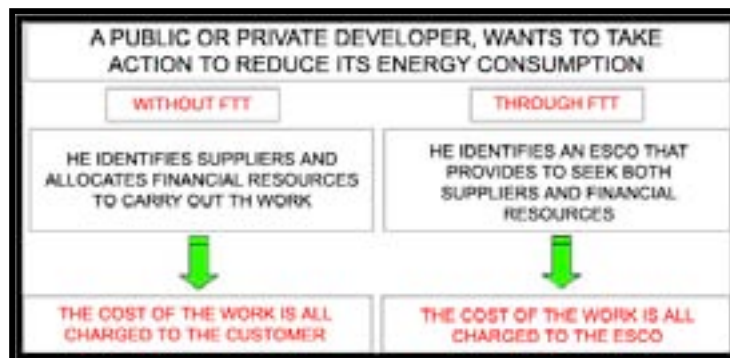 A PUBLIC OR PRIVATE DEVELOPER, WANTS TO TAKE
ACTION TO REDUCE ITS ENERGY CONSUMPTION
WITHOUT FTT
HE IDENTIFIES SUPPLIERS AND
ALLOCATES FINANCIAL RESOURCES
TO CARRY OUT TH WORK
THE COST OF THE WORK IS ALL
CHARGED TO THE CUSTOMER
THROUGH FTT
HE IDENTIFIES AN ESCO THAT
PROVIDES TO SEEK BOTH
SUPPLIERS AND FINANCIAL
RESOURCES
THE COST OF THE WORK IS ALL
CHARGED TO THE ESCO